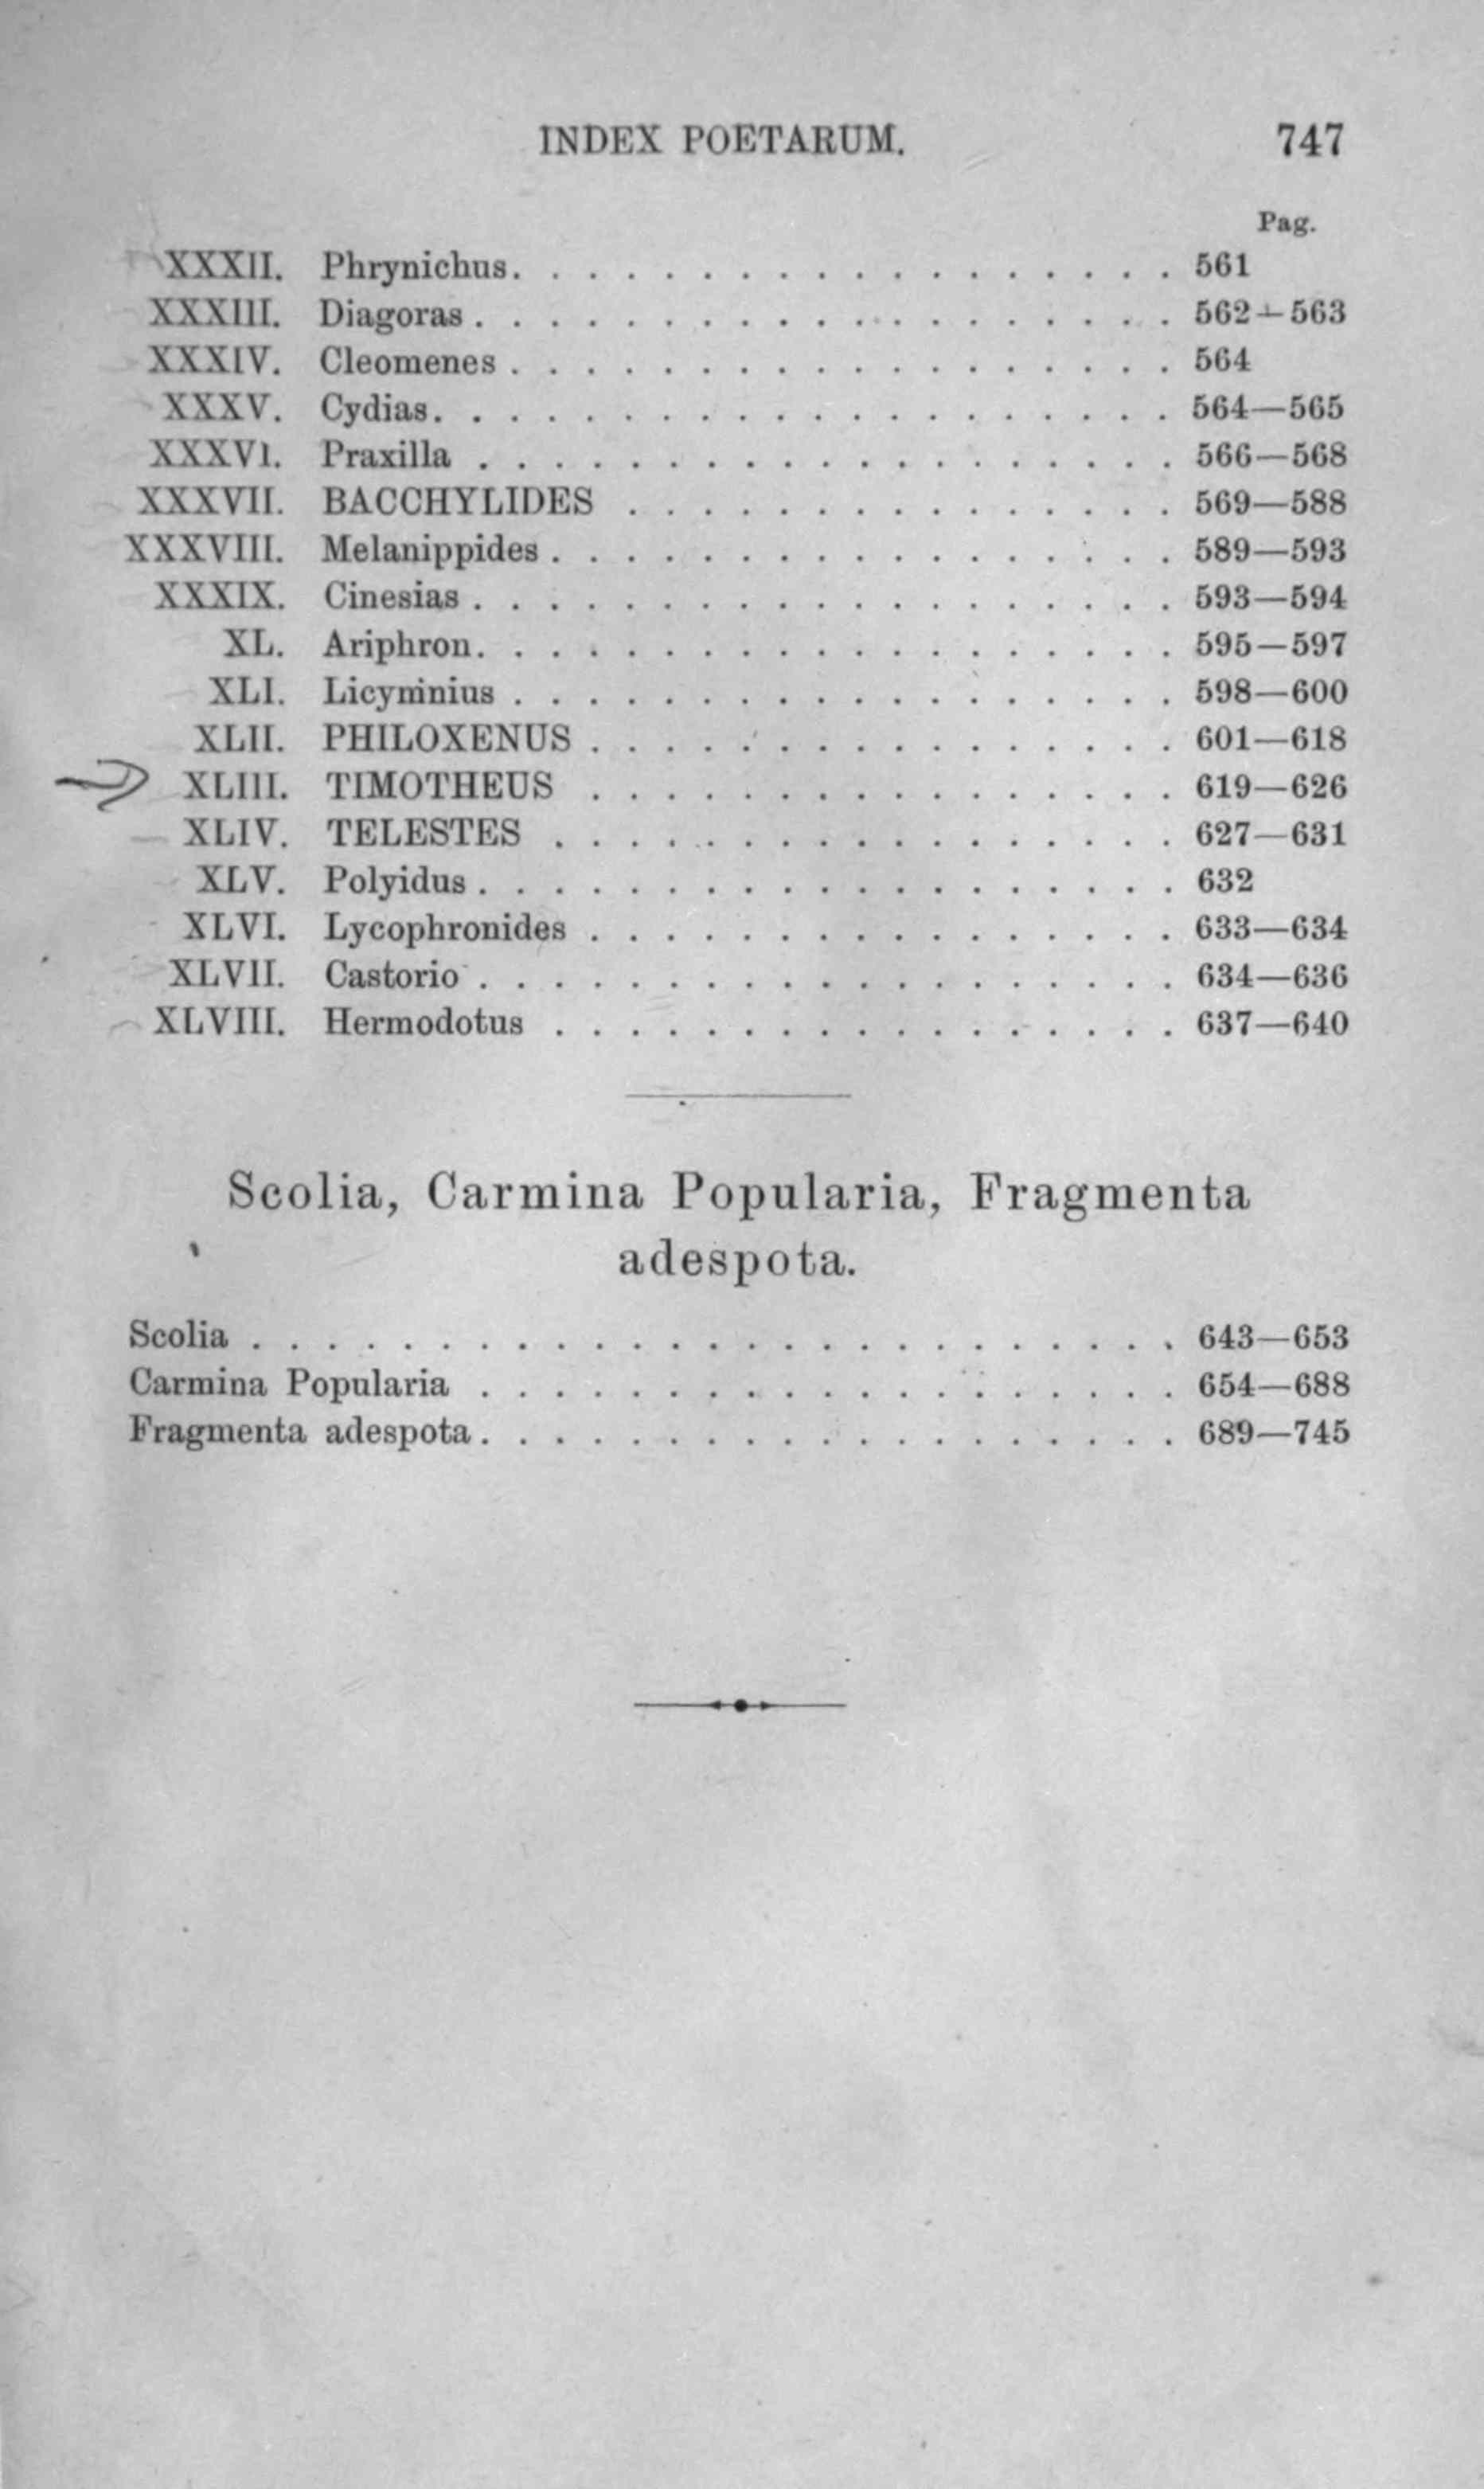 INDEX POETARUM. 747
Pag.
XXXII. Phrynichus. . . . . . . . . . . . . . . . . . . 561
XXXIII. Diagoras . . . . . . . . . . . . . . . . . . . 562—563
XXXIV. Cleomenes . . . . . . . . . . . . . . . . . . 564
XXXV. Cydias. . . . . . . . . . . . . . . . . . . . 564—565
XXXVI. Praxilla . . . . . . . . . . . . . . . . . . . 566—568
XXXVII. BACCHYLIDES . . . . . . . . . . . . . . . 569—588
XXXVIII. Melanippides . . . . . . . . . . . . . . . . . 589—593
XXXIX. Cinesias . . . . . . . . . . . . . . . . . . . 593—594
XL. Ariphron. . . . . . . . . . . . . . . . . . . 595—597
XLI. Licymnius . . . . . . . . . . . . . . . . . . 598—600
XLII. PHILOXENUS . . . . . . . . . . . . . . . . 601—618
XLIII. TIMOTHEUS . . . . . . . . . . . . . . . . 619—626
XLIV. TELESTES . . . . . . . . . . . . . . . . . 627—631
XLV. Polyidus . . . . . . . . . . . . . . . . . . . 632
XLVI. Lycophronides . . . . . . . . . . . . . . . . 633—634
XLVII. Castorio . . . . . . . . . . . . . . . . . . . 634—636
XLVIII. Hermodotus . . . . . . . . . . . . . . . . . 637—640
Scolia, Carmina Popularia, Fragmenta
adespota.
Scolia . . . . . . . . . . . . . . . . . . . . . . . . . 643—653
Carmina Popularia . . . . . . . . . . . . . . . . . . . 654—688
Fragmenta adespota . . . . . . . . . . . . . . . . . . . 689—745